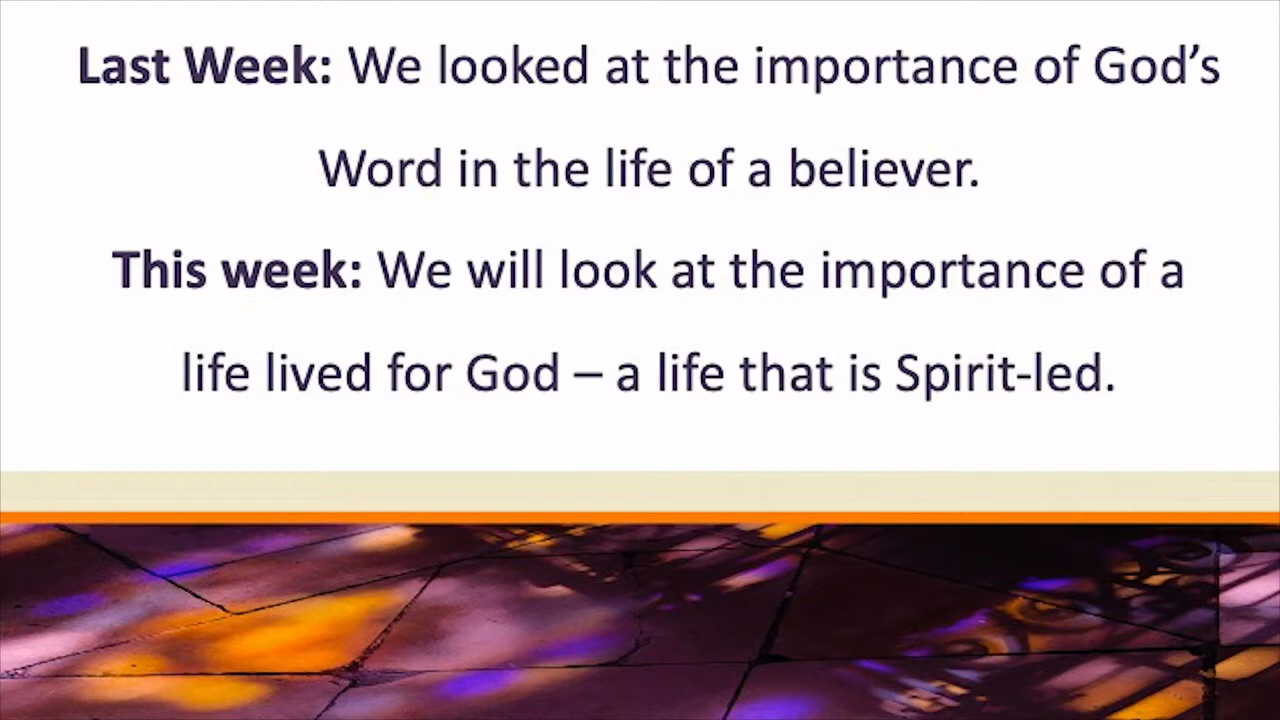 Last Week: We looked at the importance of God’s
Word in the life of a believer.
This week: We will look at the importance of a
life lived for God – a life that is Spirit-led.